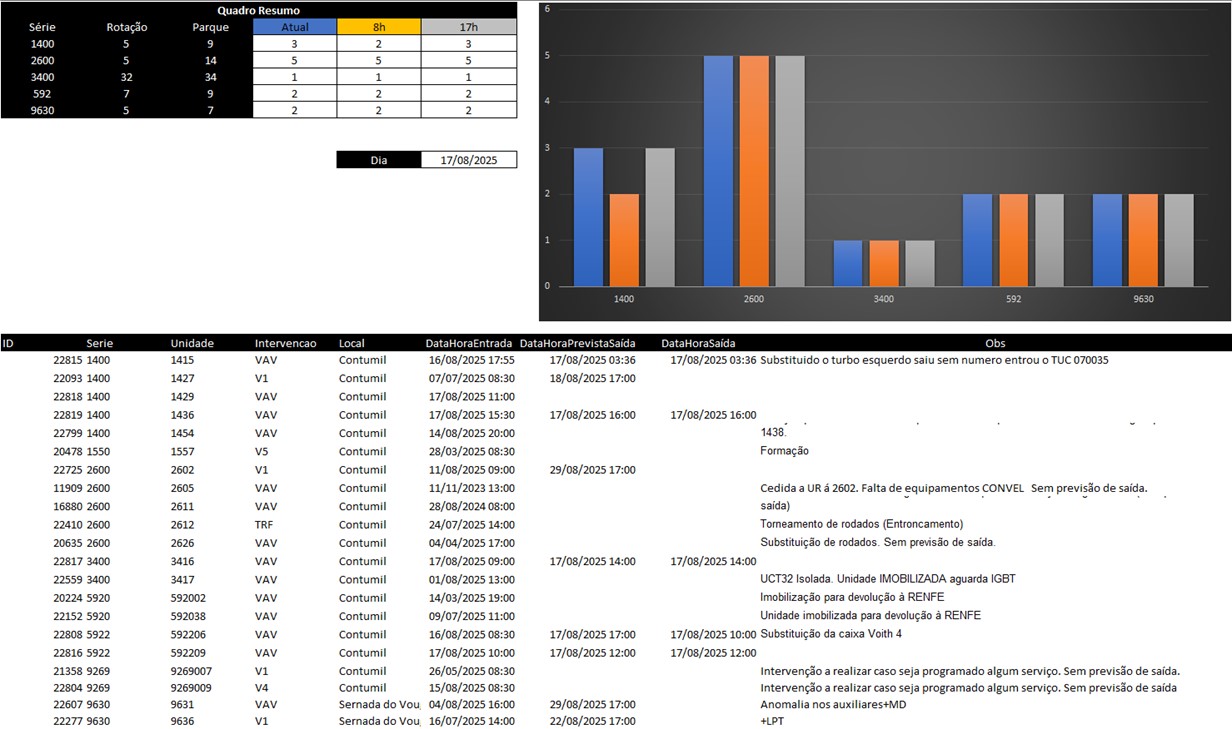 Quadro Resumo
Série Rotação Parque Atual 8h 17h
1400 5 9 3 2 3
2600 5 14 5 5 5
3400 32 34 1 1 1
592 7 9 2 2 2
9630 5 7 2 2 2
Dia 17/08/2025
6
5
4
3
2
1
0
1400 2600 3400 592 9630
ID Serie Unidade Intervencao Local DataHoraEntrada DataHoraPrevistaSaída DataHoraSaída Obs
22815 1400 1415 VAV Contumil 16/08/2025 17:55 17/08/2025 03:36 17/08/2025 03:36 Substituido o turbo esquerdo saiu sem numero entrou o TUC 070035
22093 1400 1427 V1 Contumil 07/07/2025 08:30 18/08/2025 17:00
22818 1400 1429 VAV Contumil 17/08/2025 11:00
22819 1400 1436 VAV Contumil 17/08/2025 15:30 17/08/2025 16:00 17/08/2025 16:00
22799 1400 1454 VAV Contumil 14/08/2025 20:00 1438.
20478 1550 1557 V5 Contumil 28/03/2025 08:30 Formação
22725 2600 2602 V1 Contumil 11/08/2025 09:00 29/08/2025 17:00
11909 2600 2605 VAV Contumil 11/11/2023 13:00 Cedida a UR á 2602. Falta de equipamentos CONVEL Sem previsão de saída.
16880 2600 2611 VAV Contumil 28/08/2024 08:00 saída)
22410 2600 2612 TRF Contumil 24/07/2025 14:00 Torneamento de rodados (Entroncamento)
20635 2600 2626 VAV Contumil 04/04/2025 17:00 Substituição de rodados. Sem previsão de saída.
22817 3400 3416 VAV Contumil 17/08/2025 09:00 17/08/2025 14:00 17/08/2025 14:00
22559 3400 3417 VAV Contumil 01/08/2025 13:00 UCT32 Isolada. Unidade IMOBILIZADA aguarda IGBT
20224 5920 592002 VAV Contumil 14/03/2025 19:00 Imobilização para devolução à RENFE
22152 5920 592038 VAV Contumil 09/07/2025 11:00 Unidade imobilizada para devolução à RENFE
22808 5922 592206 VAV Contumil 16/08/2025 08:30 17/08/2025 17:00 17/08/2025 10:00 Substituição da caixa Voith 4
22816 5922 592209 VAV Contumil 17/08/2025 10:00 17/08/2025 12:00 17/08/2025 12:00
21358 9269 9269007 V1 Contumil 26/05/2025 08:30 Intervenção a realizar caso seja programado algum serviço. Sem previsão de saída.
22804 9269 9269009 V4 Contumil 15/08/2025 08:30 Intervenção a realizar caso seja programado algum serviço. Sem previsão de saída
22607 9630 9631 VAV Sernada do Vou 04/08/2025 16:00 29/08/2025 17:00 Anomalia nos auxiliares+MD
22277 9630 9636 V1 Sernada do Vou 16/07/2025 14:00 22/08/2025 17:00 +LPT